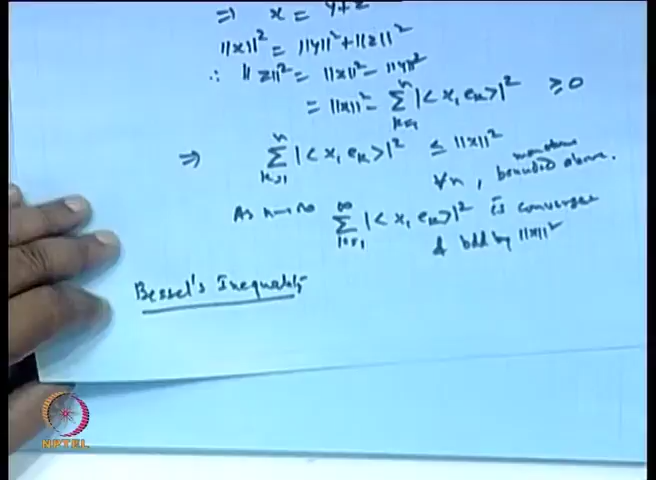 ⇒ x = y+z
||x||² = ||y||² + ||z||²
∴ ||z||² = ||x||² - ||y||²
= ||x||² - Σ_{k=1}^{n} |<x, e_k>|² ≥ 0
⇒ Σ_{k=1}^{n} |<x, e_k>|² ≤ ||x||²
∀n, monotone bounded above.
As n→∞ Σ_{k=1}^{∞} |<x, e_k>|² is convergent
& bdd by ||x||²
Bessel's Inequality
NPTEL